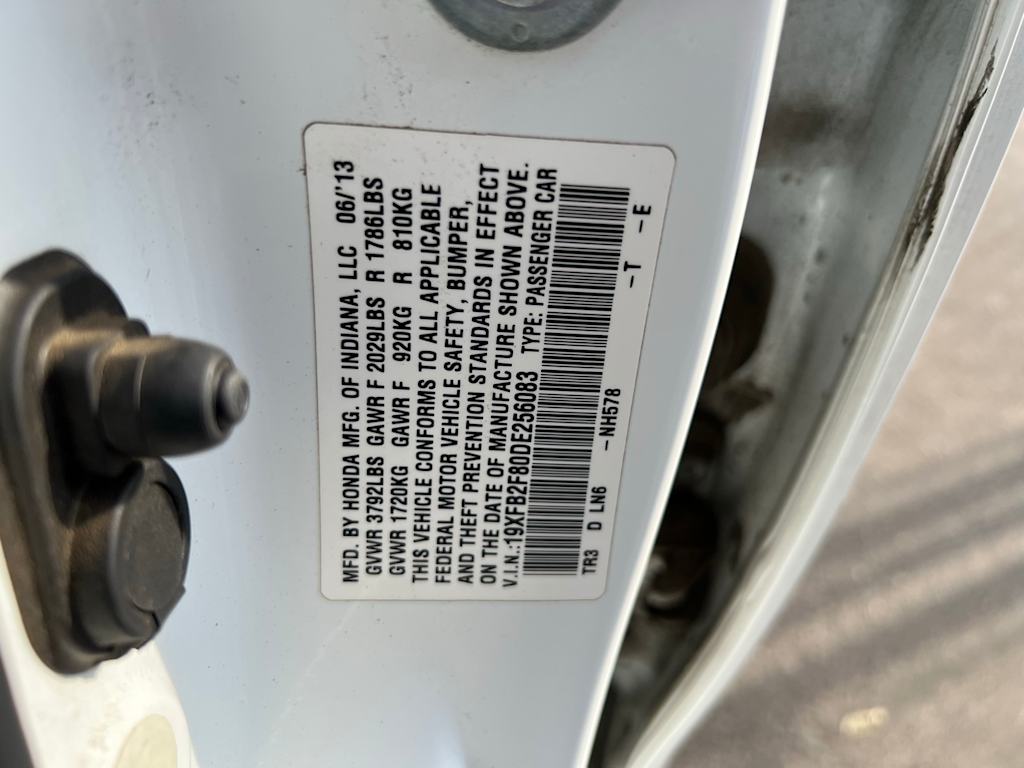 MFD. BY HONDA MFG. OF INDIANA, LLC 06/'13
GVWR 3792LBS GAWR F 2029LBS R 1786LBS
GVWR 1720KG GAWR F 920KG R 810KG
THIS VEHICLE CONFORMS TO ALL APPLICABLE
FEDERAL MOTOR VEHICLE SAFETY, BUMPER,
AND THEFT PREVENTION STANDARDS IN EFFECT
ON THE DATE OF MANUFACTURE SHOWN ABOVE.
V.I.N.:19XFB2F80DE256083 TYPE: PASSENGER CAR
TR3 D LN6 –NH578 –T –E